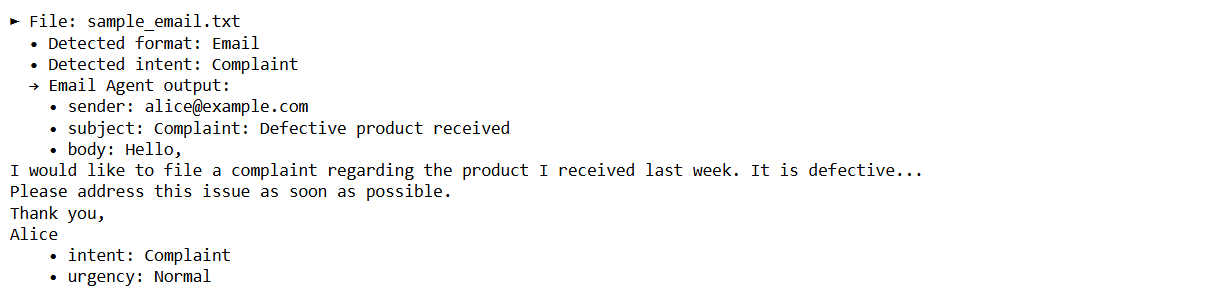 ► File: sample_email.txt
• Detected format: Email
• Detected intent: Complaint
→ Email Agent output:
• sender: alice@example.com
• subject: Complaint: Defective product received
• body: Hello,
I would like to file a complaint regarding the product I received last week. It is defective...
Please address this issue as soon as possible.
Thank you,
Alice
• intent: Complaint
• urgency: Normal